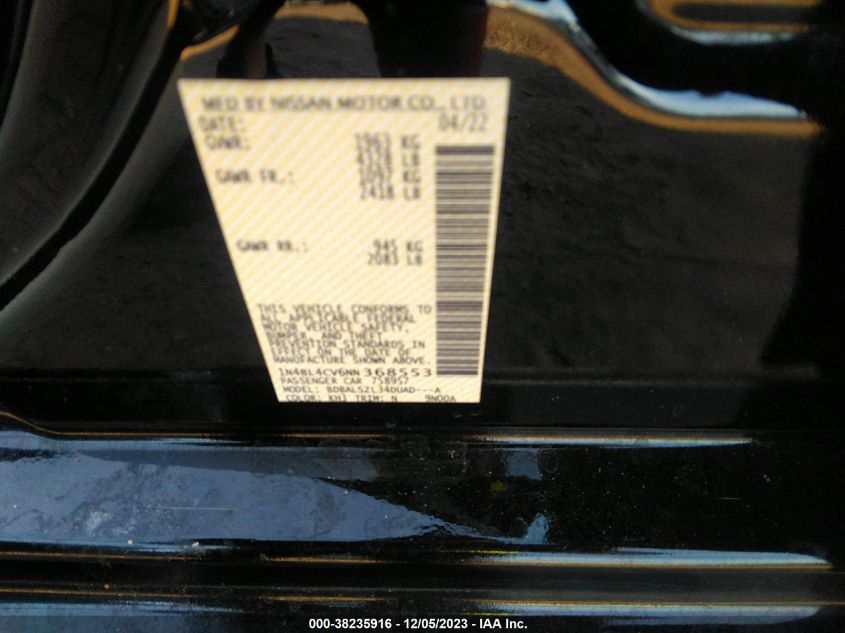 MFD BY NISSAN MOTOR CO., LTD.
DATE: 04/22
GVWR: 1963 KG
4328 LB
GAWR FR.: 1097 KG
2418 LB
GAWR RR.: 945 KG
2083 LB
THIS VEHICLE CONFORMS TO
ALL APPLICABLE FEDERAL
MOTOR VEHICLE SAFETY,
BUMPER, AND THEFT
PREVENTION STANDARDS IN
EFFECT ON THE DATE OF
MANUFACTURE SHOWN ABOVE.
1N4BL4CV6NN368553
PASSENGER CAR 758957
MODEL: BDBALSZL34DUAD---A
COLOR: KH3 TRIM: N 9N00A
000-38235916 - 12/05/2023 - IAA Inc.